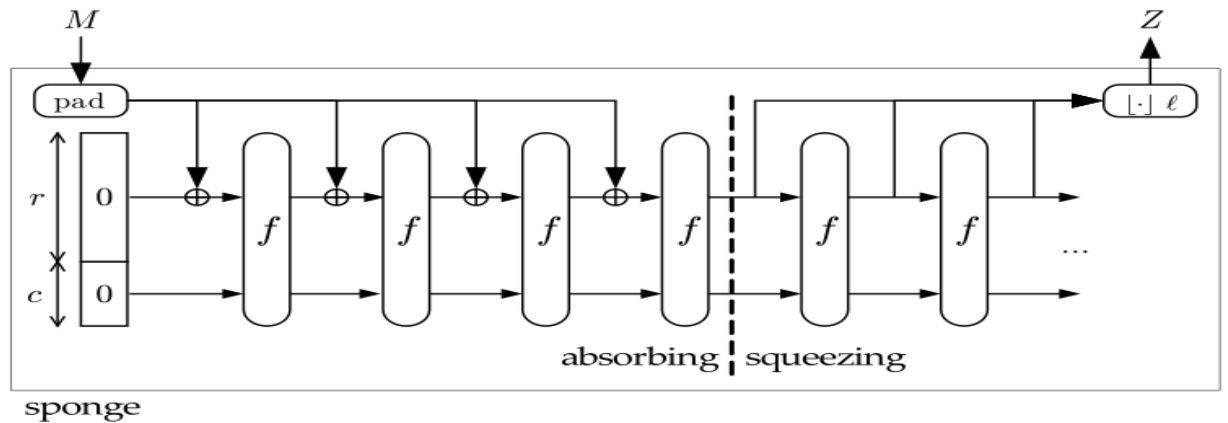 M Z
pad ⌊·⌋ ℓ
r 0 f f f f f f
c 0 ...
absorbing squeezing
sponge